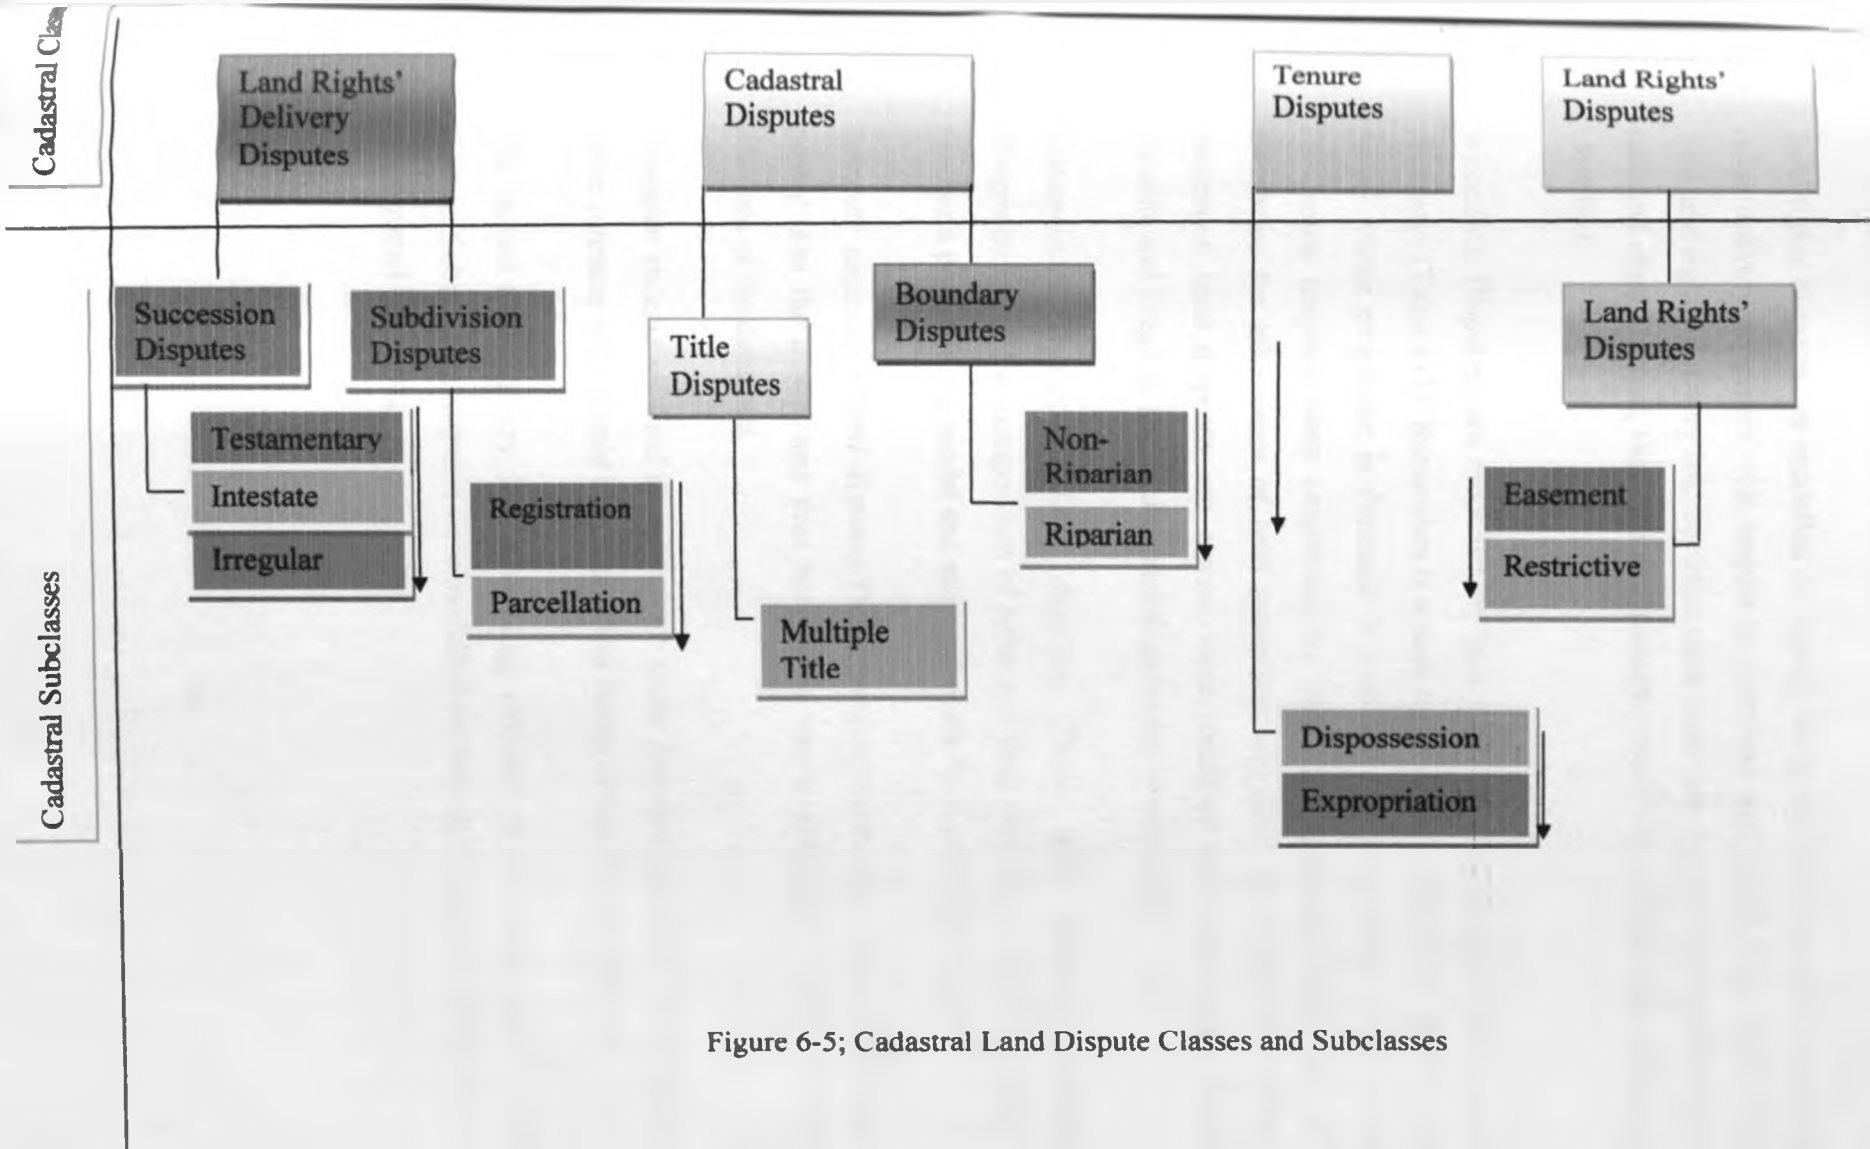 Cadastral
Land Rights’
Delivery
Disputes
Cadastral
Disputes
Tenure
Disputes
Land Rights’
Disputes
Cadastral Subclasses
Succession
Disputes
Subdivision
Disputes
Title
Disputes
Boundary
Disputes
Land Rights’
Disputes
Testamentary
Intestate
Irregular
Registration
Parcellation
Multiple
Title
Non-
Riparian
Riparian
Dispossession
Expropriation
Easement
Restrictive
Figure 6-5; Cadastral Land Dispute Classes and Subclasses